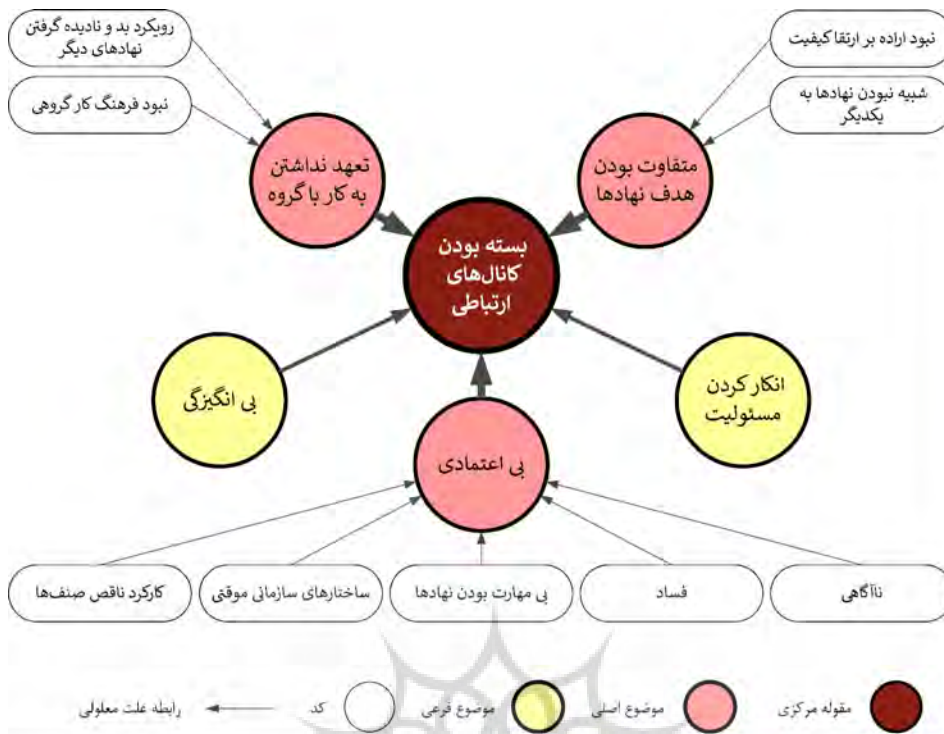 نبود اراده بر ارتقا کیفیت
شبیه نبودن نهادها به
یکدیگر
رویکرد بد و نادیده گرفتن
نهادهای دیگر
نبود فرهنگ کار گروهی
متفاوت بودن
هدف نهادها
تعهد نداشتن
به کار با گروه
بسته بودن
کانال‌های
ارتباطی
انکار کردن
مسئولیت
بی انگیزگی
بی اعتمادی
ناآگاهی
فساد
بی مهارت بودن نهادها
ساختارهای سازمانی موقتی
کارکرد ناقص صنف‌ها
مقوله مرکزی
موضوع اصلی
موضوع فرعی
کد
رابطه علت معلولی